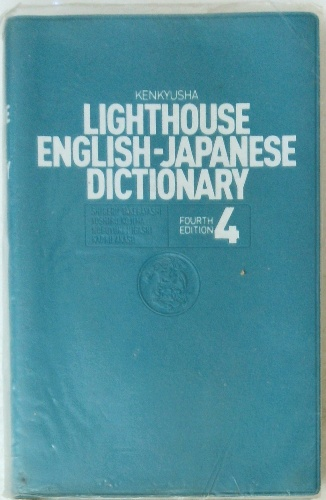 KENKYUSHA
LIGHTHOUSE
ENGLISH-JAPANESE
DICTIONARY
FOURTH
EDITION 4